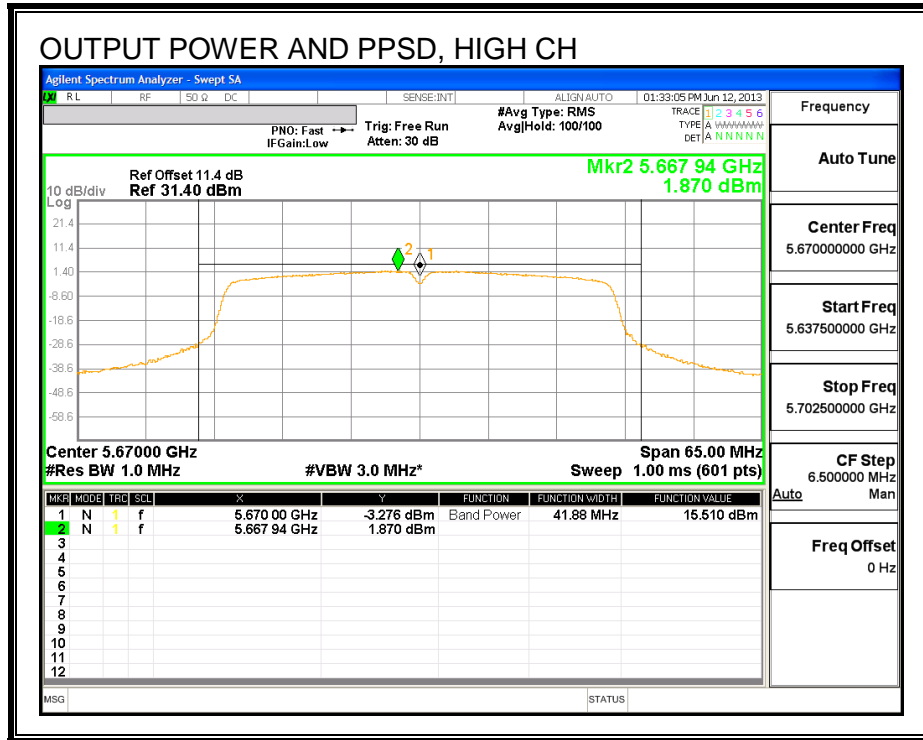 OUTPUT POWER AND PPSD, HIGH CH
Agilent Spectrum Analyzer - Swept SA
LXI RL RF 50 Ω DC SENSE:INT ALIGN AUTO 01:33:05 PM Jun 12, 2013
PNO: Fast Trig: Free Run #Avg Type: RMS TRACE 1 2 3 4 5 6
IFGain:Low Atten: 30 dB Avg|Hold: 100/100 TYPE A WWWWW
DET A N N N N N
Mkr2 5.667 94 GHz
1.870 dBm
Ref Offset 11.4 dB
10 dB/div Ref 31.40 dBm
Log
21.4
11.4
1.40
-8.60
-18.6
-28.6
-38.6
-48.6
-58.6
2 1
Center 5.67000 GHz Span 65.00 MHz
#Res BW 1.0 MHz #VBW 3.0 MHz* Sweep 1.00 ms (601 pts)
MKR MODE TRC SCL X Y FUNCTION FUNCTION WIDTH FUNCTION VALUE
1 N 1 f 5.670 00 GHz -3.276 dBm Band Power 41.88 MHz 15.510 dBm
2 N 1 f 5.667 94 GHz 1.870 dBm
3
4
5
6
7
8
9
10
11
12
MSG STATUS
Frequency
Auto Tune
Center Freq
5.670000000 GHz
Start Freq
5.637500000 GHz
Stop Freq
5.702500000 GHz
CF Step
6.500000 MHz
Auto Man
Freq Offset
0 Hz